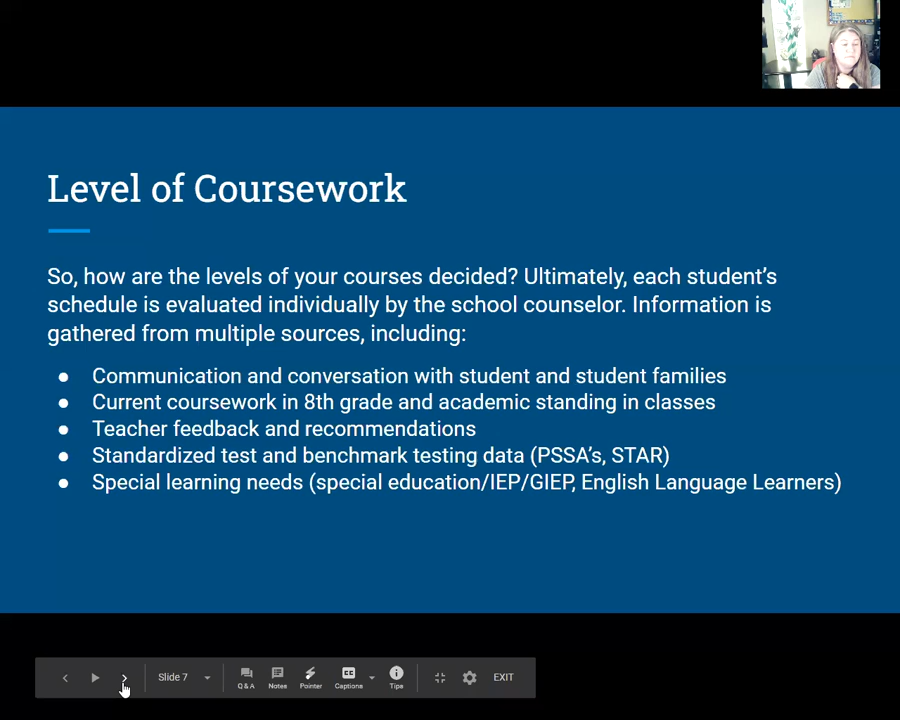 Level of Coursework
So, how are the levels of your courses decided? Ultimately, each student's
schedule is evaluated individually by the school counselor. Information is
gathered from multiple sources, including:
● Communication and conversation with student and student families
● Current coursework in 8th grade and academic standing in classes
● Teacher feedback and recommendations
● Standardized test and benchmark testing data (PSSA's, STAR)
● Special learning needs (special education/IEP/GIEP, English Language Learners)
Slide 7
Q & A Notes Pointer Captions Tips EXIT